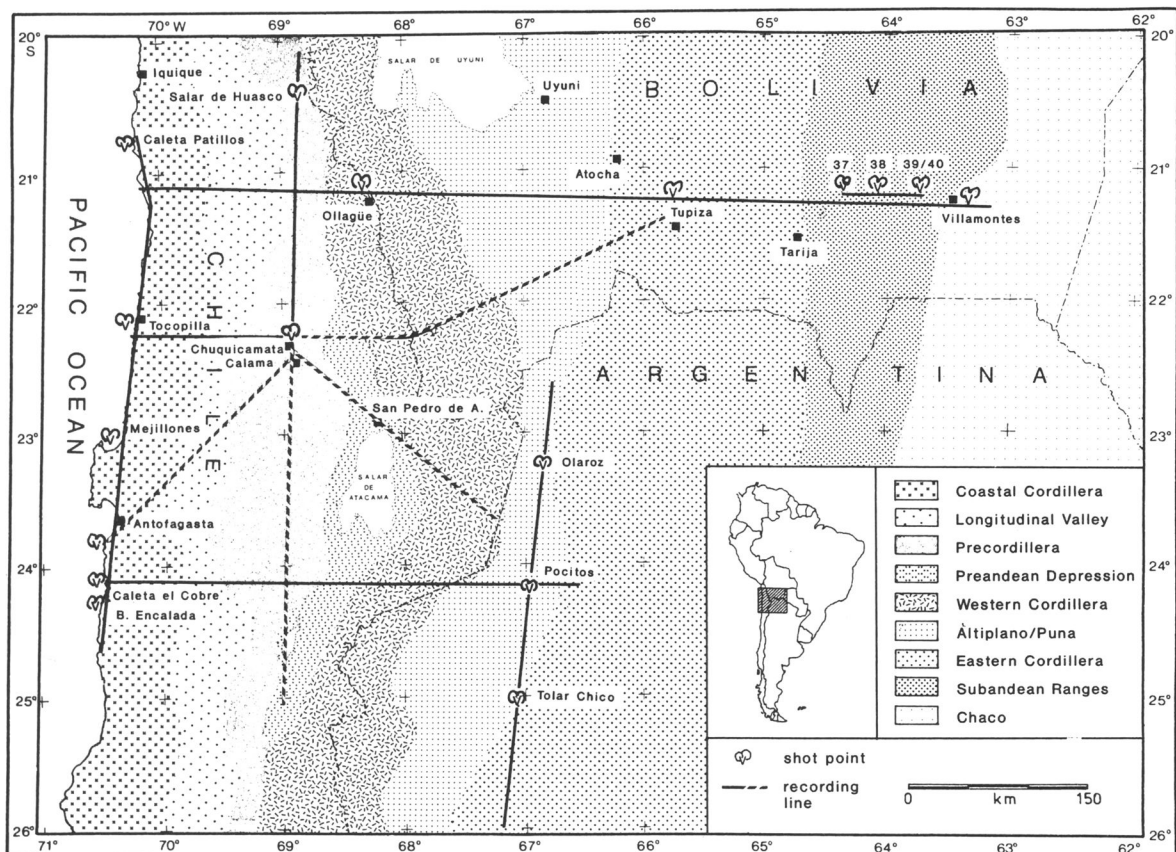 70° W 69° 68° 67° 66° 65° 64° 63° 62°
20°
S
20°
Iquique
Salar de Huasco
SALAR DE UYUNI
Uyuni
BOLIVIA
Caleta Patillos
Atocha
37 38 39/40
21°
21°
Ollagüe
Tupiza
Villamontes
Tarija
PACIFIC OCEAN
CHILE
22°
22°
Tocopilla
Chuquicamata
Calama
ARGENTINA
San Pedro de A.
23°
23°
Mejillones
Olaroz
SALAR
DE
ATACAMA
Antofagasta
24°
24°
Pocitos
Caleta el Cobre
B. Encalada
25°
25°
Tolar Chico
26°
26°
71° 70° 69° 68° 67° 66° 65° 64° 63° 62°
Coastal Cordillera
Longitudinal Valley
Precordillera
Preandean Depression
Western Cordillera
Àltiplano/Puna
Eastern Cordillera
Subandean Ranges
Chaco
shot point
recording
line
0 km 150